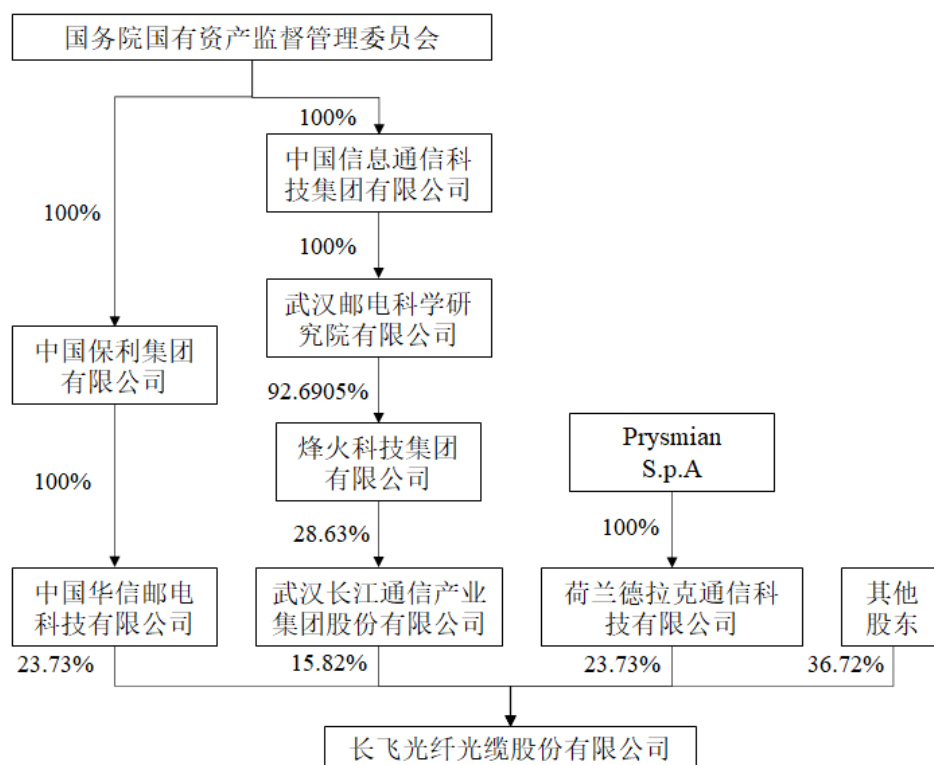 国务院国有资产监督管理委员会
100%
中国信息通信科
技集团有限公司
100%
100%
武汉邮电科学研
究院有限公司
中国保利集团
有限公司
92.6905%
烽火科技集团
有限公司
Prysmian
S.p.A
100%
28.63%
100%
中国华信邮电
科技有限公司
武汉长江通信产业
集团股份有限公司
荷兰德拉克通信科
技有限公司
其他
股东
23.73%
15.82%
23.73%
36.72%
长飞光纤光缆股份有限公司